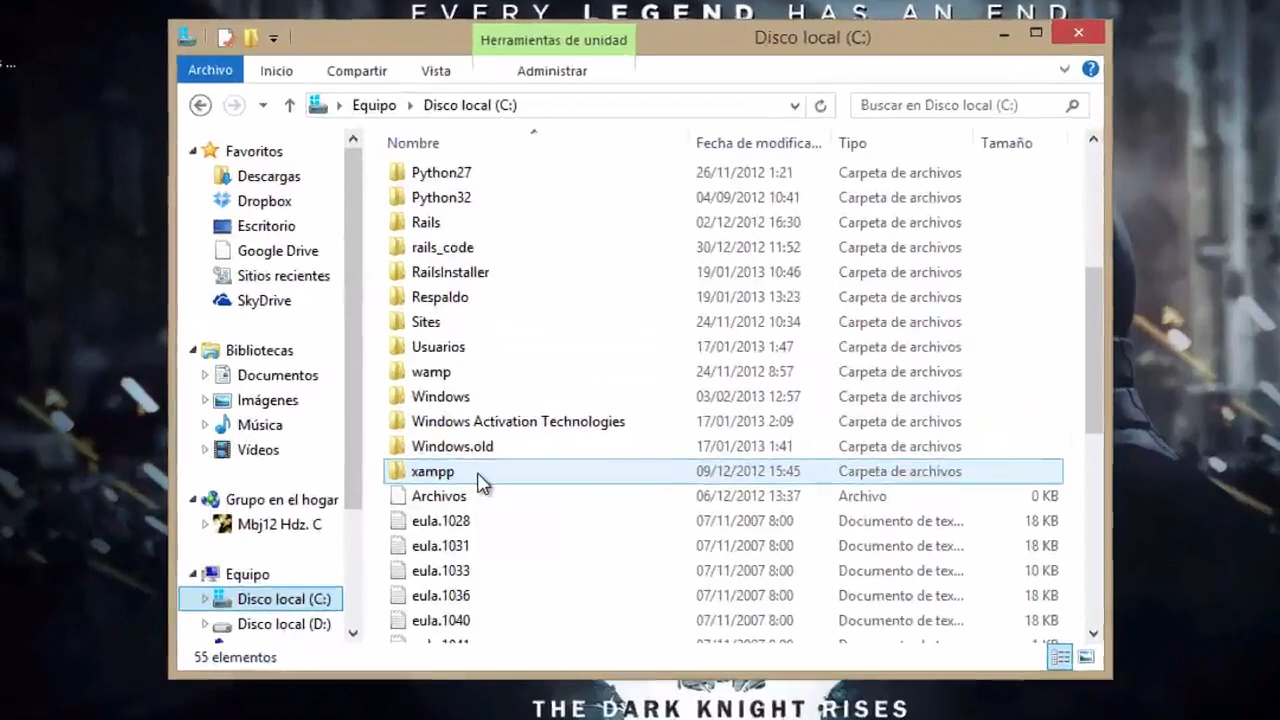 EVERY LEGEND HAS AN END
Herramientas de unidad
Disco local (C:)
Archivo Inicio Compartir Vista Administrar
Equipo Disco local (C:)
Buscar en Disco local (C:)
s ...
Favoritos
Descargas
Dropbox
Escritorio
Google Drive
Sitios recientes
SkyDrive
Bibliotecas
Documentos
Imágenes
Música
Vídeos
Grupo en el hogar
Mbj12 Hdz. C
Equipo
Disco local (C:)
Disco local (D:)
Nombre Fecha de modifica... Tipo Tamaño
Python27 26/11/2012 1:21 Carpeta de archivos
Python32 04/09/2012 10:41 Carpeta de archivos
Rails 02/12/2012 16:30 Carpeta de archivos
rails_code 30/12/2012 11:52 Carpeta de archivos
RailsInstaller 19/01/2013 10:46 Carpeta de archivos
Respaldo 19/01/2013 13:23 Carpeta de archivos
Sites 24/11/2012 10:34 Carpeta de archivos
Usuarios 17/01/2013 1:47 Carpeta de archivos
wamp 24/11/2012 8:57 Carpeta de archivos
Windows 03/02/2013 12:57 Carpeta de archivos
Windows Activation Technologies 17/01/2013 2:09 Carpeta de archivos
Windows.old 17/01/2013 1:41 Carpeta de archivos
xampp 09/12/2012 15:45 Carpeta de archivos
Archivos 06/12/2012 13:37 Archivo 0 KB
eula.1028 07/11/2007 8:00 Documento de tex... 18 KB
eula.1031 07/11/2007 8:00 Documento de tex... 18 KB
eula.1033 07/11/2007 8:00 Documento de tex... 10 KB
eula.1036 07/11/2007 8:00 Documento de tex... 18 KB
eula.1040 07/11/2007 8:00 Documento de tex... 18 KB
55 elementos
THE DARK KNIGHT RISES